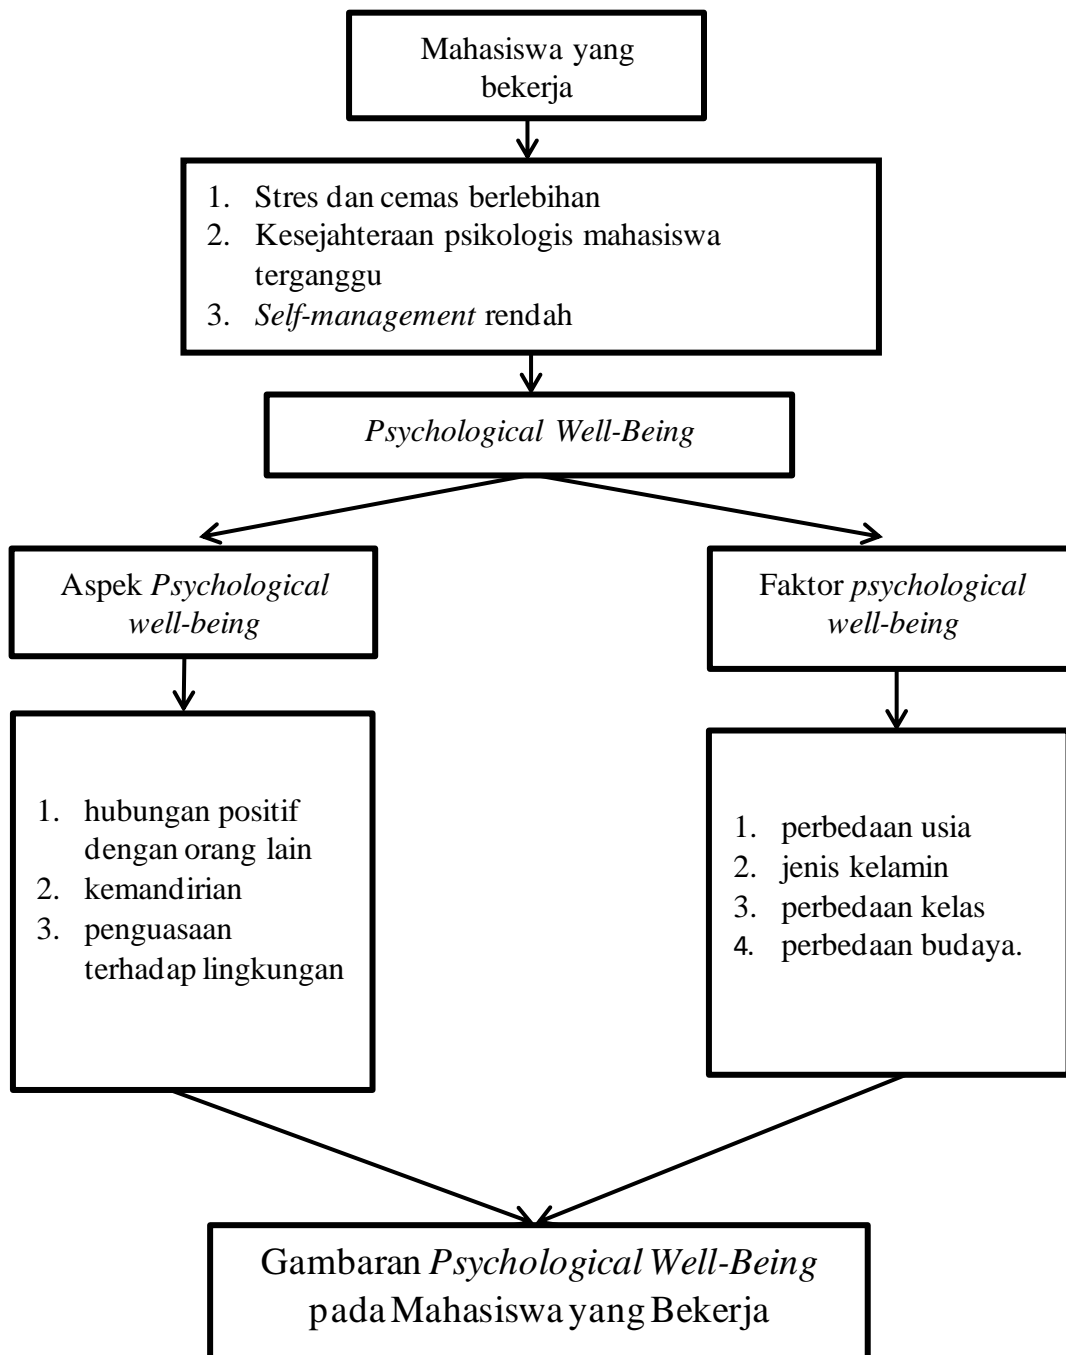 Mahasiswa yang
bekerja
1. Stres dan cemas berlebihan
2. Kesejahteraan psikologis mahasiswa
terganggu
3. Self-management rendah
Psychological Well-Being
Aspek Psychological
well-being
Faktor psychological
well-being
1. hubungan positif
dengan orang lain
2. kemandirian
3. penguasaan
terhadap lingkungan
1. perbedaan usia
2. jenis kelamin
3. perbedaan kelas
4. perbedaan budaya.
Gambaran Psychological Well-Being
pada Mahasiswa yang Bekerja